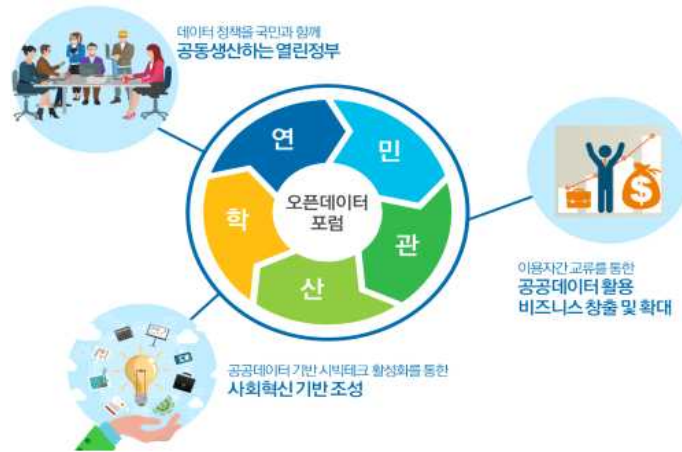 데이터 정책을 국민과 함께
공동생산하는 열린정부
연
민
오픈데이터
포럼
학
관
산
이용자간 교류를 통한
공공데이터 활용
비즈니스 창출 및 확대
공공데이터 기반 시빅테크 활성화를 통한
사회혁신 기반 조성